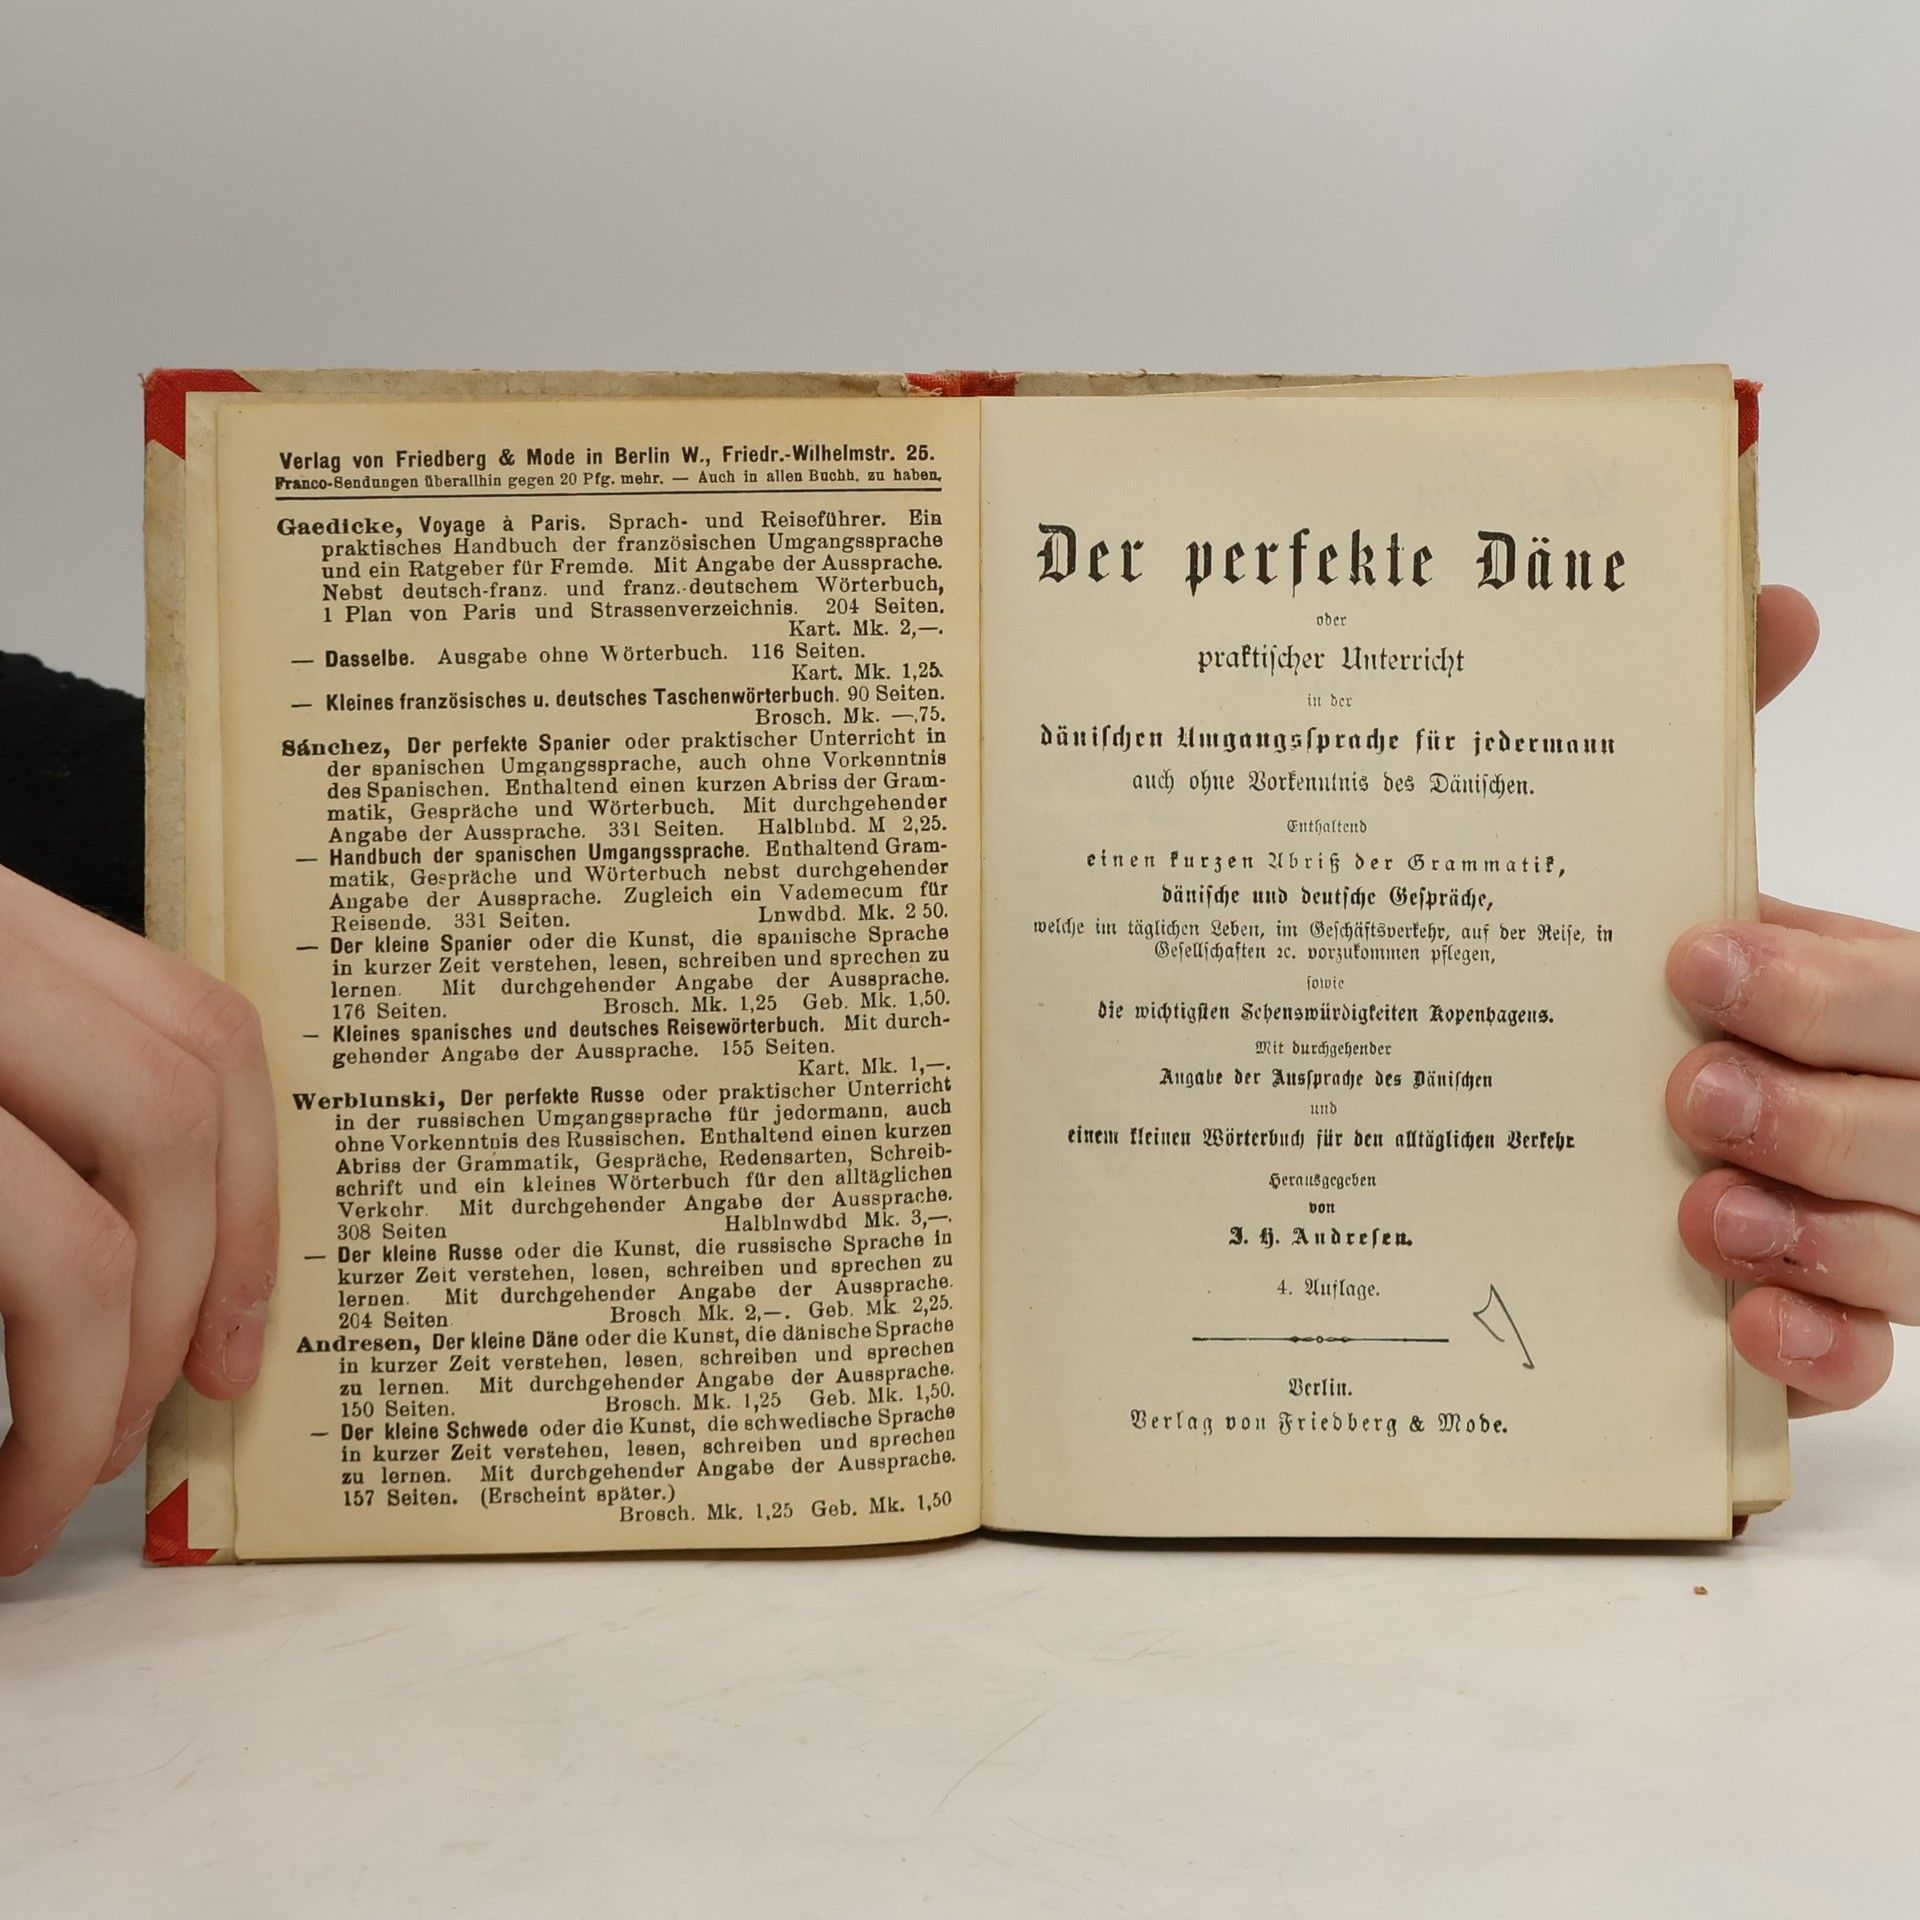 Verlag von Friedberg & Mode in Berlin W., Friedr.-Wilhelmstr. 25.
Franco-Sendungen überallhin gegen 20 Pfg. mehr. — Auch in allen Buchh. zu haben.
Gaedicke, Voyage à Paris. Sprach- und Reiseführer. Ein
praktisches Handbuch der französischen Umgangssprache
und ein Ratgeber für Fremde. Mit Angabe der Aussprache.
Nebst deutsch-franz. und franz.-deutschem Wörterbuch,
1 Plan von Paris und Strassenverzeichnis. 204 Seiten.
Kart. Mk. 2,—.
— Dasselbe. Ausgabe ohne Wörterbuch. 116 Seiten.
Kart. Mk. 1,25.
— Kleines französisches u. deutsches Taschenwörterbuch. 90 Seiten.
Brosch. Mk. —,75.
Sánchez, Der perfekte Spanier oder praktischer Unterricht in
der spanischen Umgangssprache, auch ohne Vorkenntnis
des Spanischen. Enthaltend einen kurzen Abriss der Gram-
matik, Gespräche und Wörterbuch. Mit durchgehender
Angabe der Aussprache. 331 Seiten. Halblnbd. M 2,25.
— Handbuch der spanischen Umgangssprache. Enthaltend Gram-
matik, Gespräche und Wörterbuch nebst durchgehender
Angabe der Aussprache. Zugleich ein Vademecum für
Reisende. 331 Seiten. Lnwdbd. Mk. 2 50.
— Der kleine Spanier oder die Kunst, die spanische Sprache
in kurzer Zeit verstehen, lesen, schreiben und sprechen zu
lernen. Mit durchgehender Angabe der Aussprache.
176 Seiten. Brosch. Mk. 1,25 Geb. Mk. 1,50.
— Kleines spanisches und deutsches Reisewörterbuch. Mit durch-
gehender Angabe der Aussprache. 155 Seiten.
Kart. Mk. 1,—.
Werblunski, Der perfekte Russe oder praktischer Unterricht
in der russischen Umgangssprache für jedermann, auch
ohne Vorkenntnis des Russischen. Enthaltend einen kurzen
Abriss der Grammatik, Gespräche, Redensarten, Schreib-
schrift und ein kleines Wörterbuch für den alltäglichen
Verkehr. Mit durchgehender Angabe der Aussprache.
308 Seiten Halblnwdbd Mk. 3,—.
— Der kleine Russe oder die Kunst, die russische Sprache in
kurzer Zeit verstehen, lesen, schreiben und sprechen zu
lernen. Mit durchgehender Angabe der Aussprache.
204 Seiten Brosch Mk. 2,—. Geb. Mk 2,25.
Andresen, Der kleine Däne oder die Kunst, die dänische Sprache
in kurzer Zeit verstehen, lesen, schreiben und sprechen
zu lernen. Mit durchgehender Angabe der Aussprache.
150 Seiten. Brosch. Mk. 1,25 Geb. Mk. 1,50.
— Der kleine Schwede oder die Kunst, die schwedische Sprache
in kurzer Zeit verstehen, lesen, schreiben und sprechen
zu lernen. Mit durchgehender Angabe der Aussprache.
157 Seiten. (Erscheint später.)
Brosch. Mk. 1,25 Geb. Mk. 1,50
Der perfekte Däne
oder
praktiſcher Unterricht
in der
däniſchen Umgangsſprache für jedermann
auch ohne Vorkenntnis des Däniſchen.
Enthaltend
einen kurzen Abriß der Grammatik,
däniſche und deutſche Geſpräche,
welche im täglichen Leben, im Geſchäftsverkehr, auf der Reiſe, in
Geſellſchaften ꝛc. vorzukommen pflegen,
ſowie
die wichtigſten Sehenswürdigkeiten Kopenhagens.
Mit durchgehender
Angabe der Ausſprache des Däniſchen
und
einem kleinen Wörterbuch für den alltäglichen Verkehr
Herausgegeben
von
J. H. Andreſen.
4. Auflage.
Berlin.
Verlag von Friedberg & Mode.